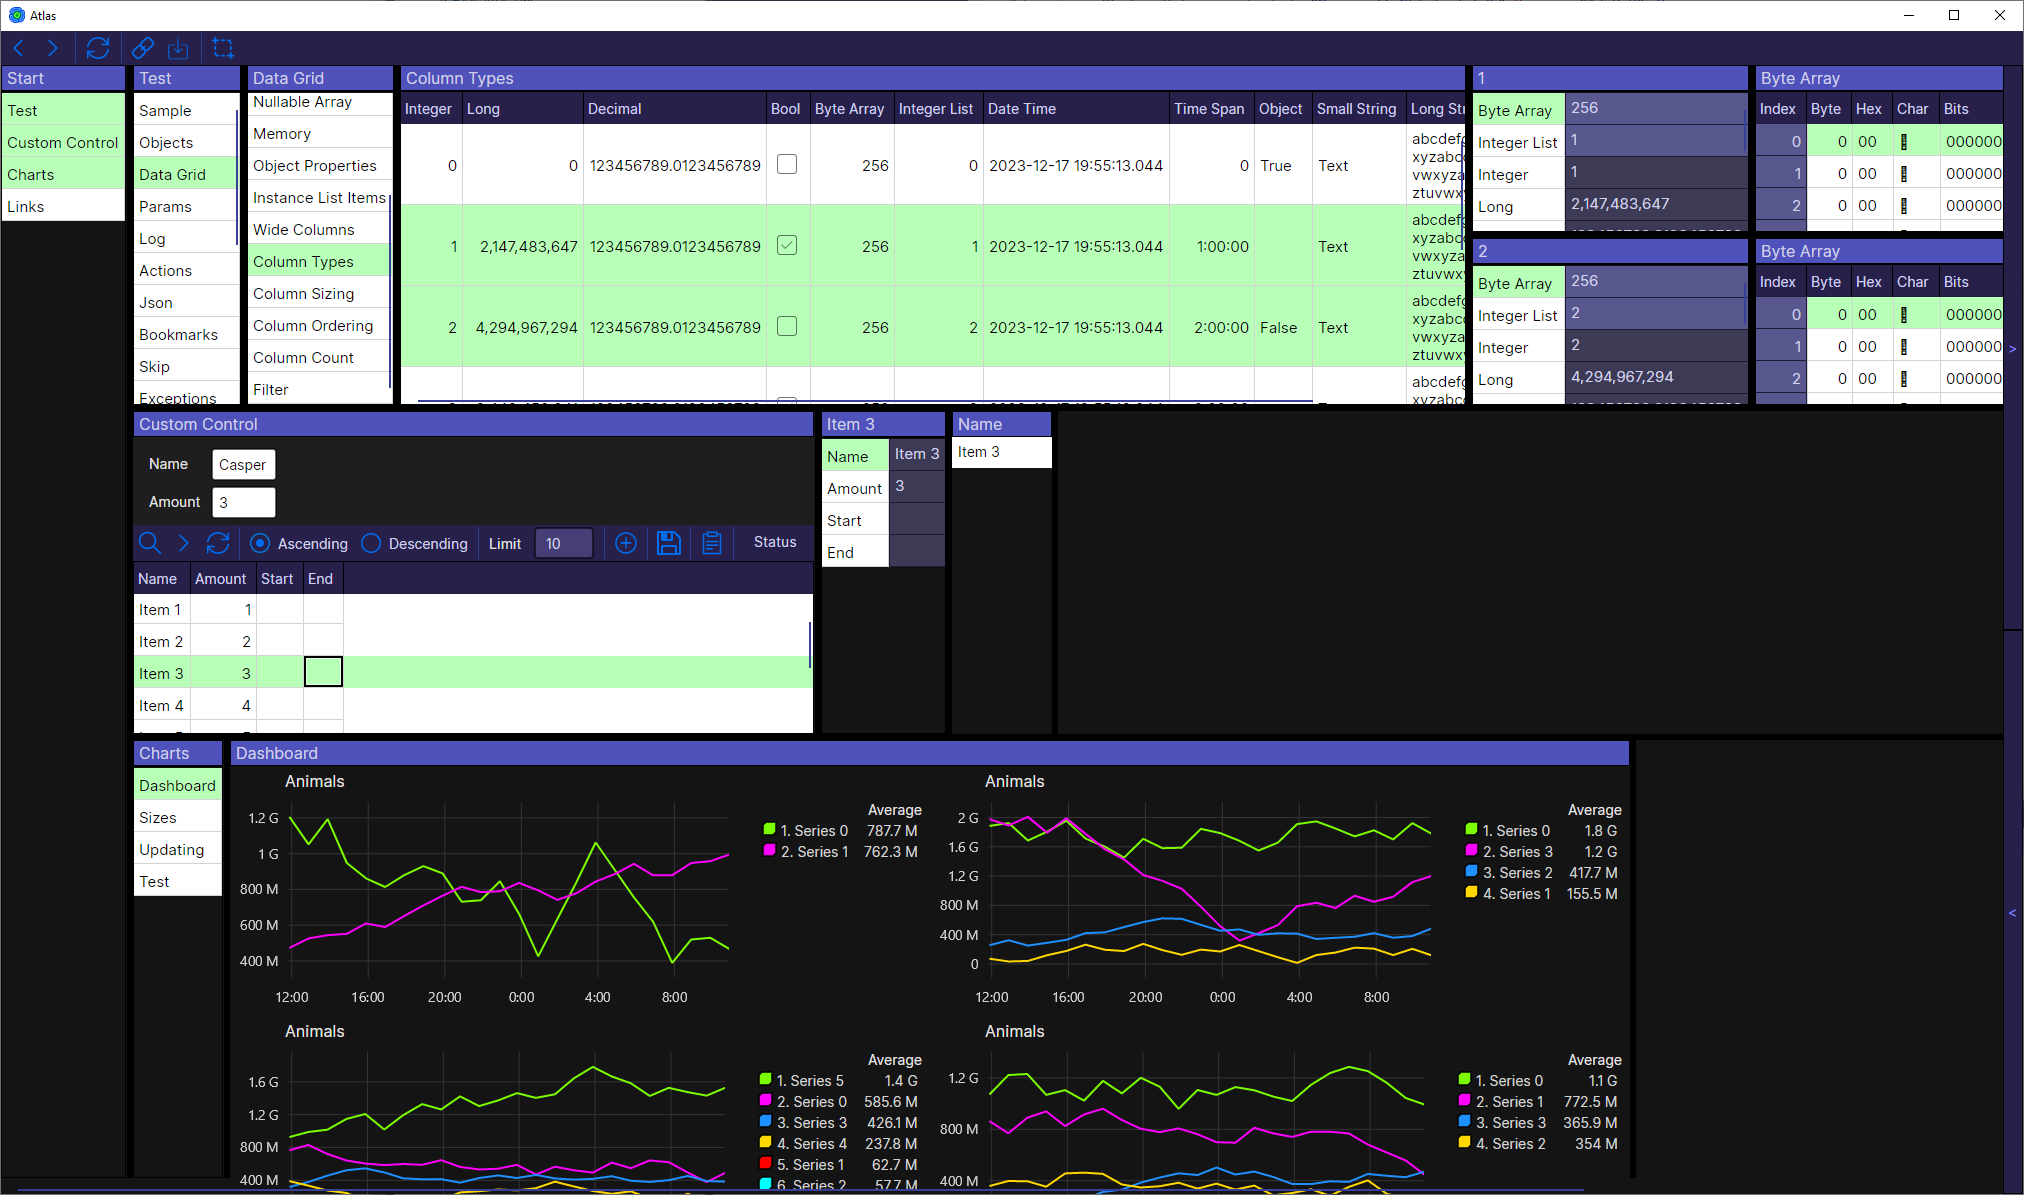 Atlas
Start
Test
Custom Control
Charts
Links
Test
Sample
Objects
Data Grid
Params
Log
Actions
Json
Bookmarks
Skip
Exceptions
Data Grid
Nullable Array
Memory
Object Properties
Instance List Items
Wide Columns
Column Types
Column Sizing
Column Ordering
Column Count
Filter
Column Types
Integer Long Decimal Bool Byte Array Integer List Date Time Time Span Object Small String Long Str
0 0 123456789.0123456789 256 0 2023-12-17 19:55:13.044 0 True Text
abcdefg
xyzabc
vwxyza
ztuvwx
1 2,147,483,647 123456789.0123456789 256 1 2023-12-17 19:55:13.044 1:00:00 Text
abcdefg
xyzabc
vwxyza
ztuvwx
2 4,294,967,294 123456789.0123456789 256 2 2023-12-17 19:55:13.044 2:00:00 False Text
abcdefg
xyzabc
vwxyza
ztuvwx
abcdefg
xyzabc
1
Byte Array 256
Integer List 1
Integer 1
Long 2,147,483,647
Byte Array
Index Byte Hex Char Bits
0 0 00 000000
1 0 00 000000
2 0 00 000000
2
Byte Array 256
Integer List 2
Integer 2
Long 4,294,967,294
Byte Array
Index Byte Hex Char Bits
0 0 00 000000
1 0 00 000000
2 0 00 000000
>
<
Custom Control
Name Casper
Amount 3
Ascending Descending Limit 10 Status
Name Amount Start End
Item 1 1
Item 2 2
Item 3 3
Item 4 4
Item 3
Name Item 3
Amount 3
Start
End
Name
Item 3
Charts
Dashboard
Sizes
Updating
Test
Dashboard
Animals
1.2 G
1 G
800 M
600 M
400 M
12:00 16:00 20:00 0:00 4:00 8:00
Average
1. Series 0 787.7 M
2. Series 1 762.3 M
Animals
2 G
1.6 G
1.2 G
800 M
400 M
0
12:00 16:00 20:00 0:00 4:00 8:00
Average
1. Series 0 1.8 G
2. Series 3 1.2 G
3. Series 2 417.7 M
4. Series 1 155.5 M
Animals
1.6 G
1.2 G
800 M
400 M
Average
1. Series 5 1.4 G
2. Series 0 585.6 M
3. Series 3 426.1 M
4. Series 4 237.8 M
5. Series 1 62.7 M
6. Series 2 57.7 M
Animals
1.2 G
800 M
400 M
Average
1. Series 0 1.1 G
2. Series 1 772.5 M
3. Series 3 365.9 M
4. Series 2 354 M